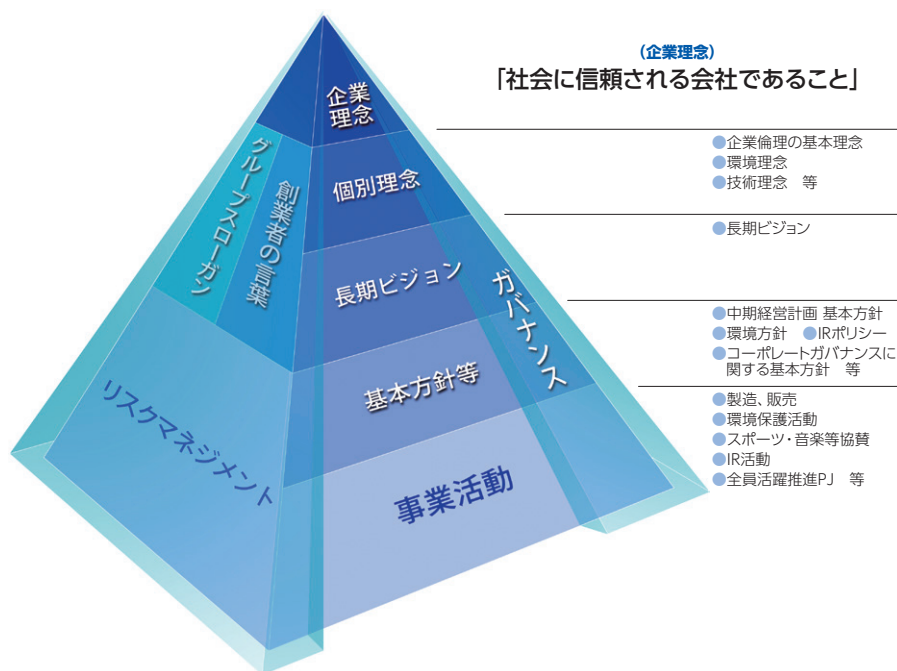 (企業理念)
「社会に信頼される会社であること」
企業
理念
グループスローガン
創業者の言葉
個別理念
長期ビジョン
ガバナンス
基本方針等
リスクマネジメント
事業活動
●企業倫理の基本理念
●環境理念
●技術理念 等
●長期ビジョン
●中期経営計画 基本方針
●環境方針 ●IRポリシー
●コーポレートガバナンスに
関する基本方針 等
●製造、販売
●環境保護活動
●スポーツ・音楽等協賛
●IR活動
●全員活躍推進PJ 等